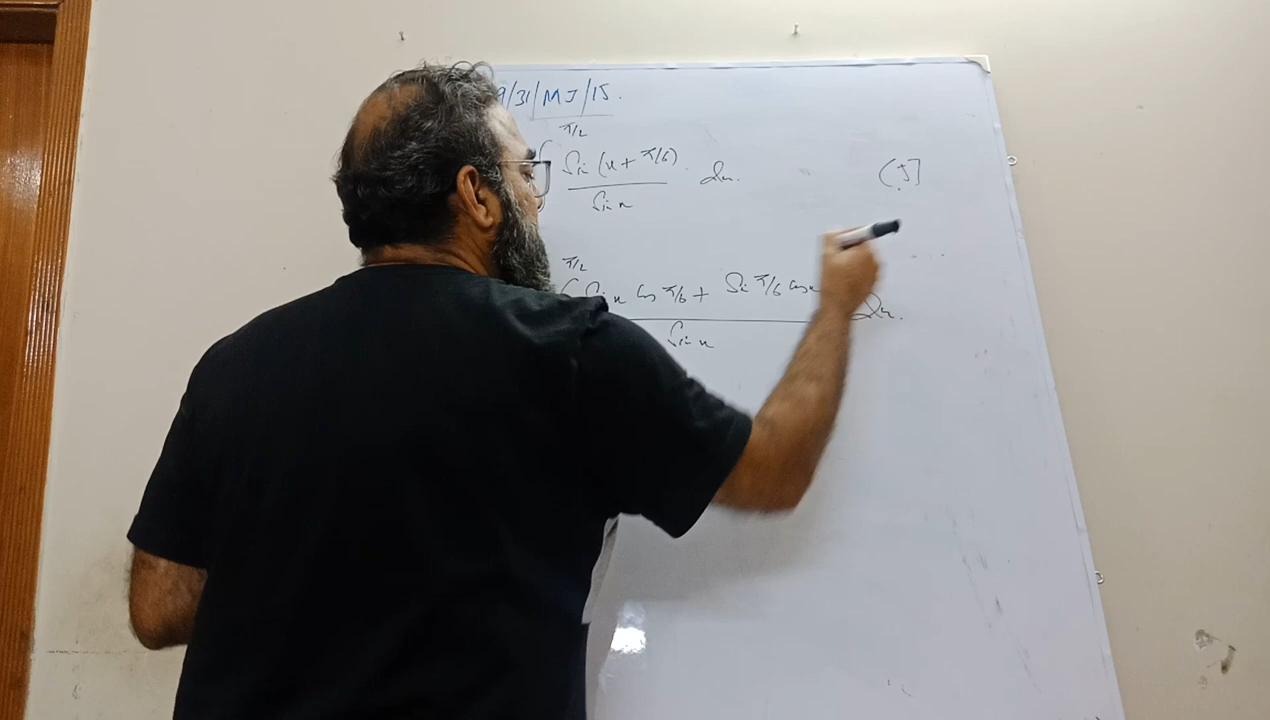 9/31/MJ/15.
π/2
∫ Sin (x + π/6) / Sin x dx. [5]
π/2
∫ Sin x Cos π/6 + Sin π/6 Cos x / Sin x dx.